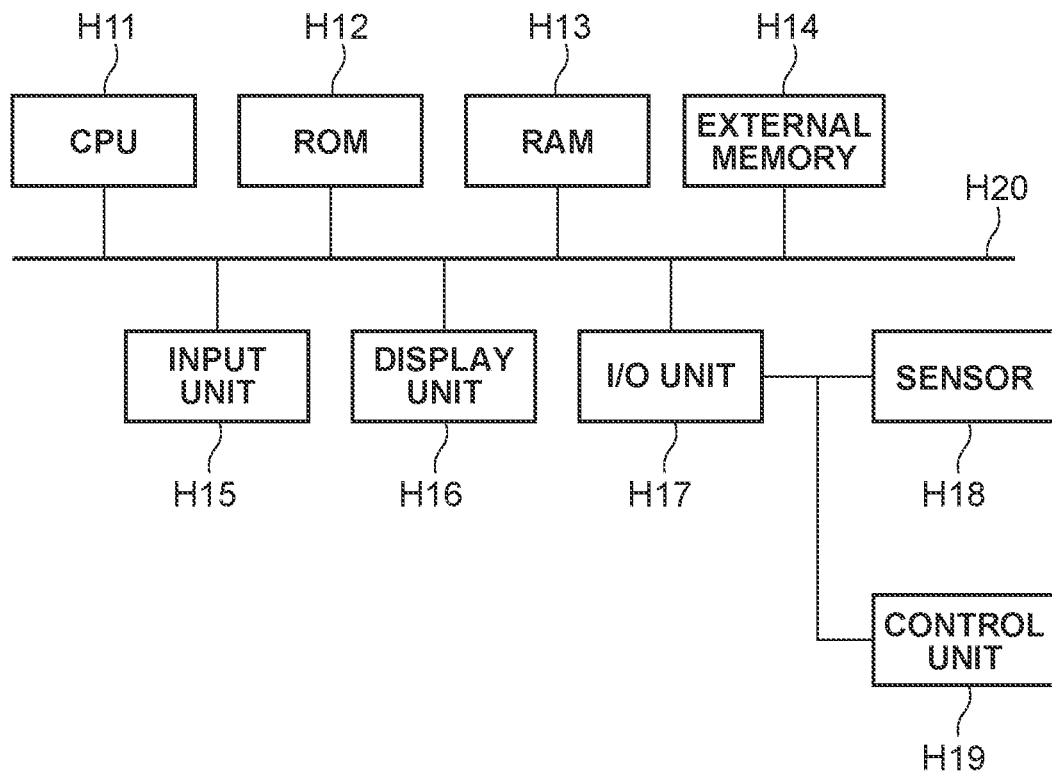 H11
H12
H13
H14
CPU
ROM
RAM
EXTERNAL
MEMORY
H20
INPUT
UNIT
DISPLAY
UNIT
I/O UNIT
SENSOR
H15
H16
H17
H18
CONTROL
UNIT
H19